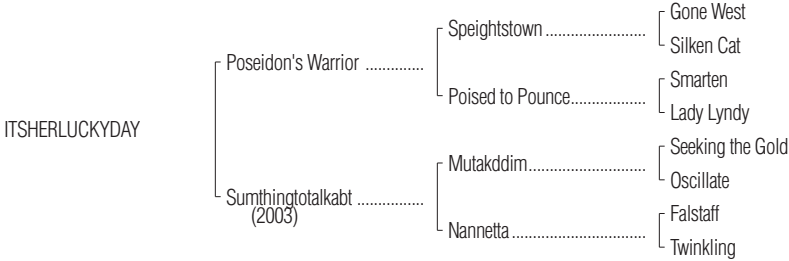 Gone West
Speightstown ........................
Silken Cat
Poseidon's Warrior ..............
Smarten
Poised to Pounce..................
Lady Lyndy
ITSHERLUCKYDAY
Seeking the Gold
Mutakddim............................
Oscillate
Sumthingtotalkabt ................
(2003)
Falstaff
Nannetta................................
Twinkling